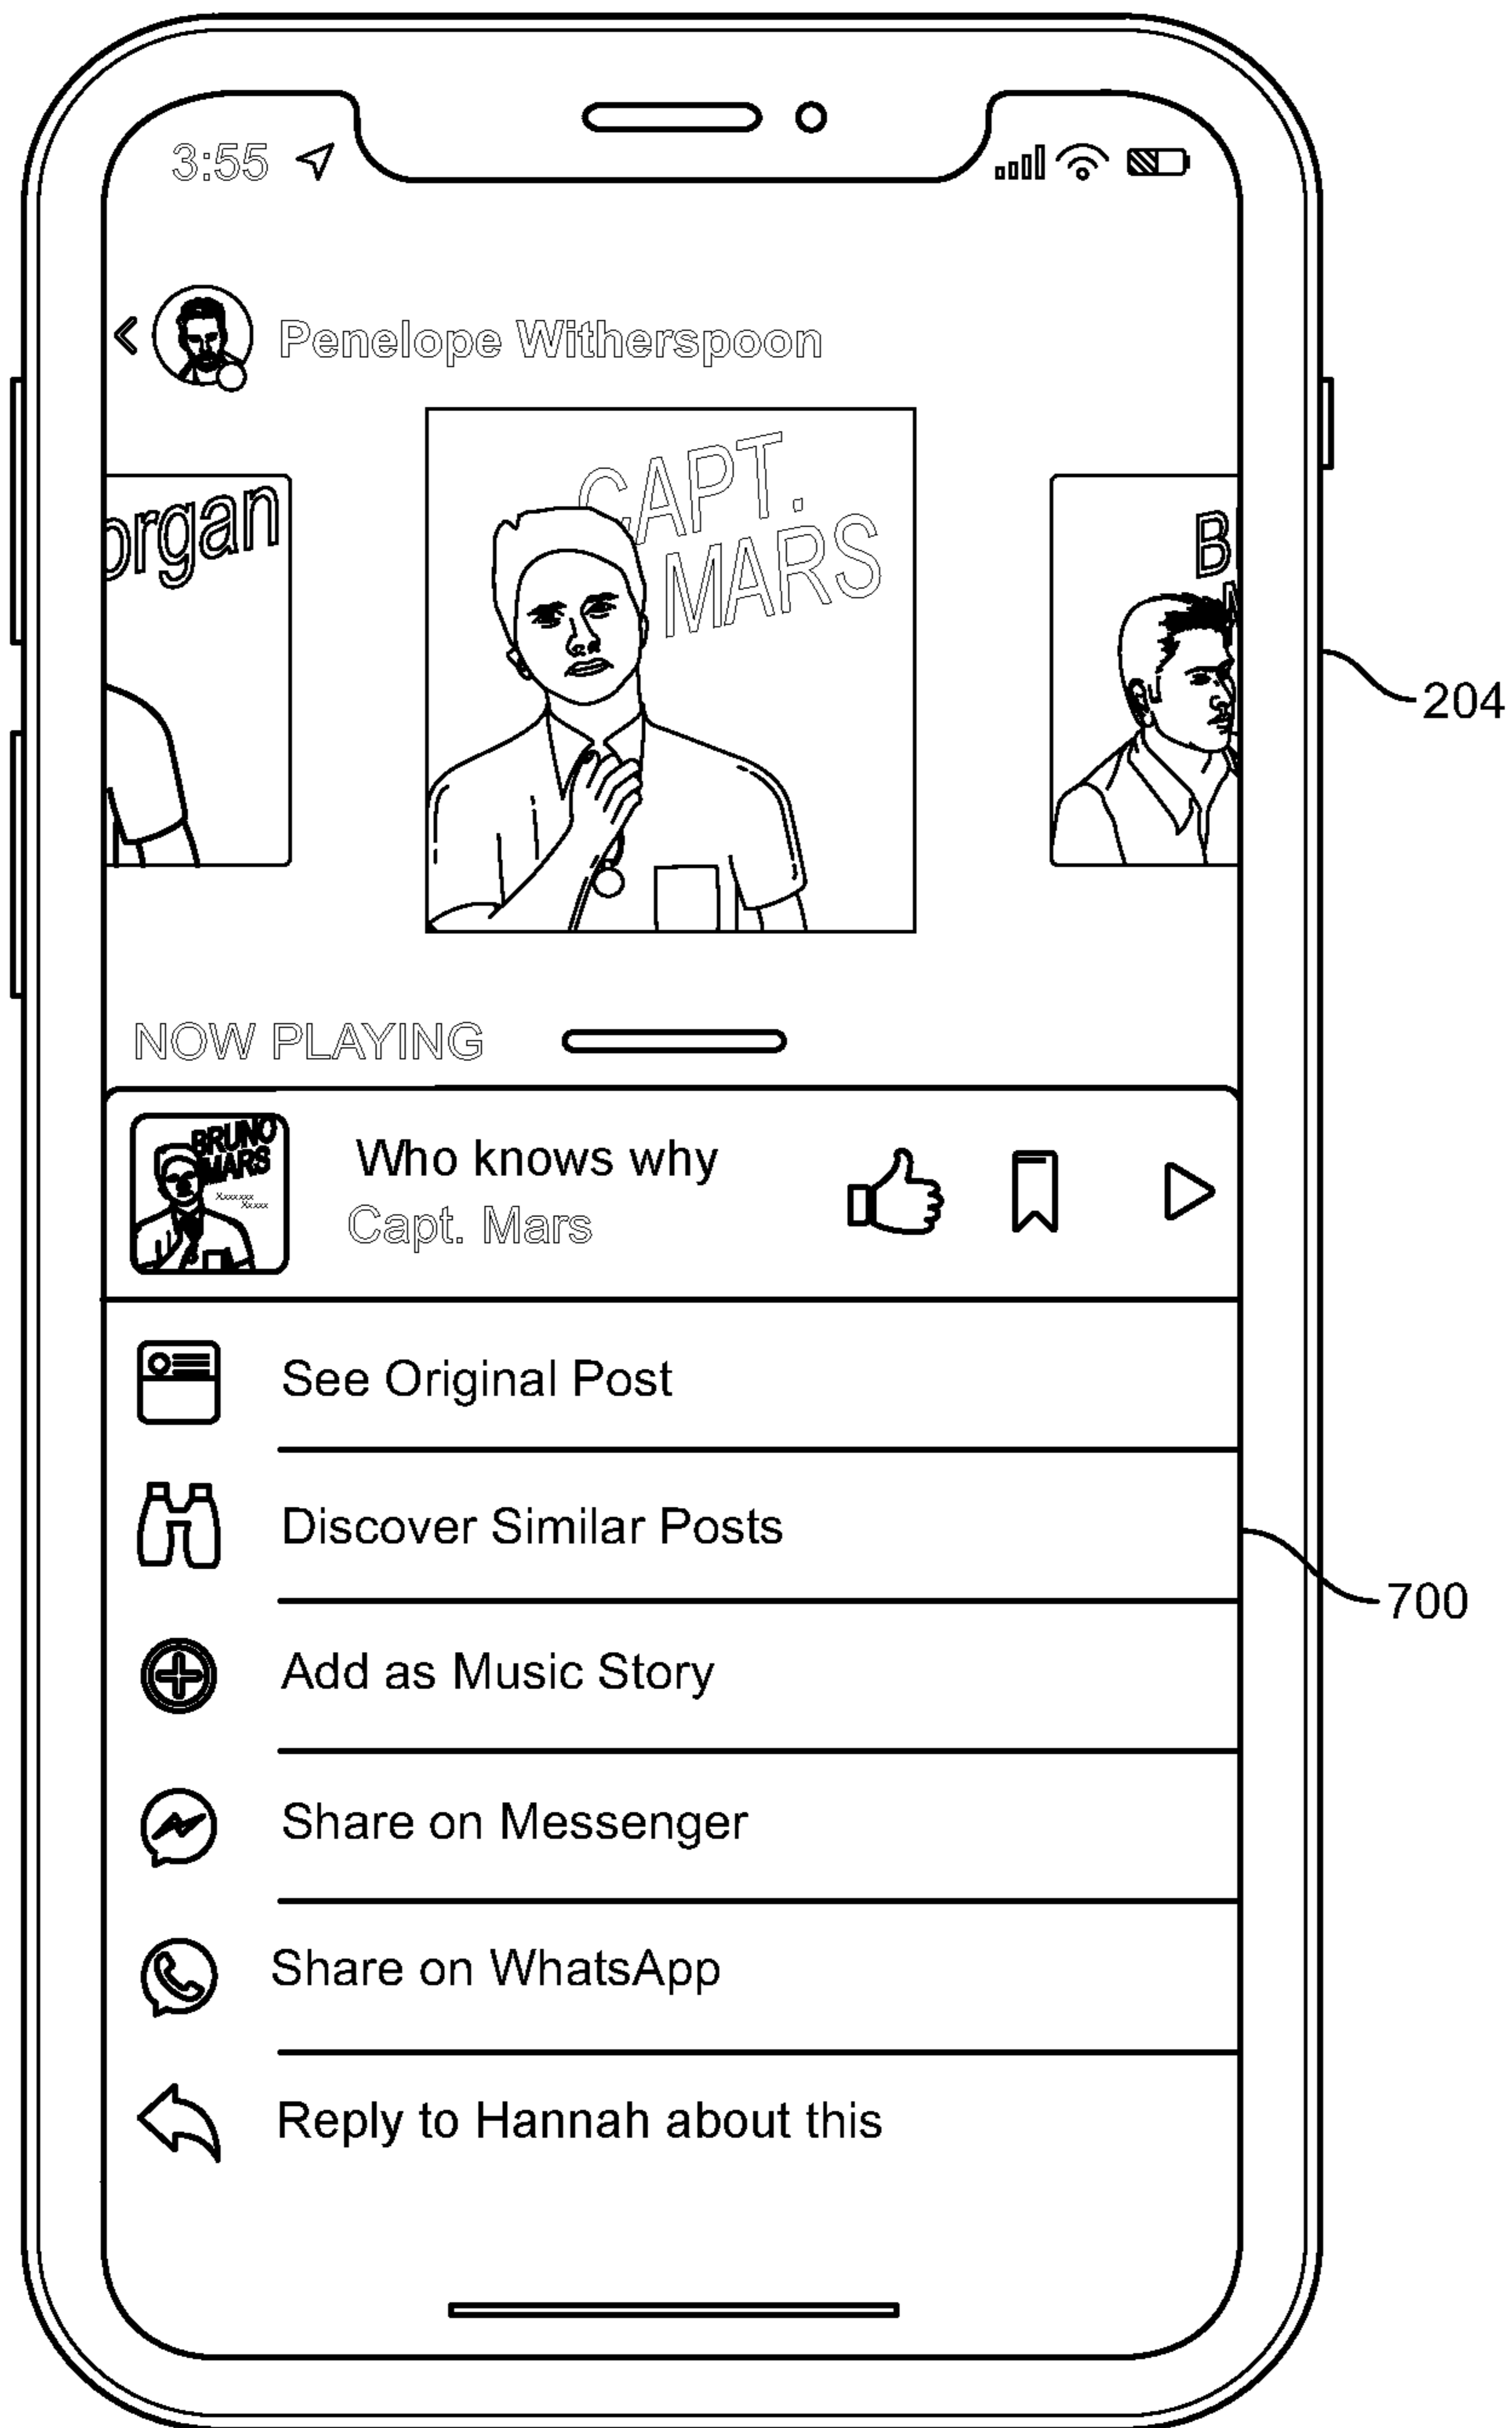 3:55
Penelope Witherspoon
CAPT.
MARS
organ
B
204
NOW PLAYING
BRUNO
MARS
Xxxxxxx
Xxxxx
Who knows why
Capt. Mars
See Original Post
Discover Similar Posts
700
Add as Music Story
Share on Messenger
Share on WhatsApp
Reply to Hannah about this